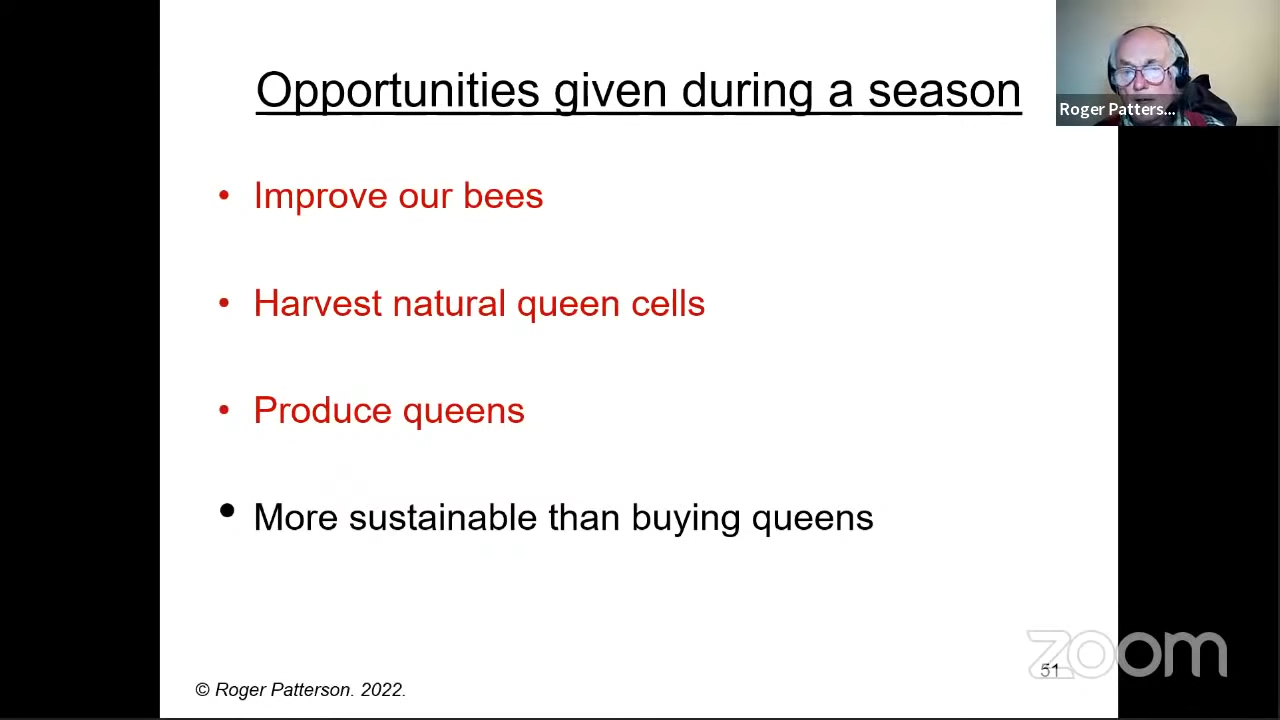 Opportunities given during a season
Roger Patters...
• Improve our bees
• Harvest natural queen cells
• Produce queens
• More sustainable than buying queens
zoom
51
© Roger Patterson. 2022.